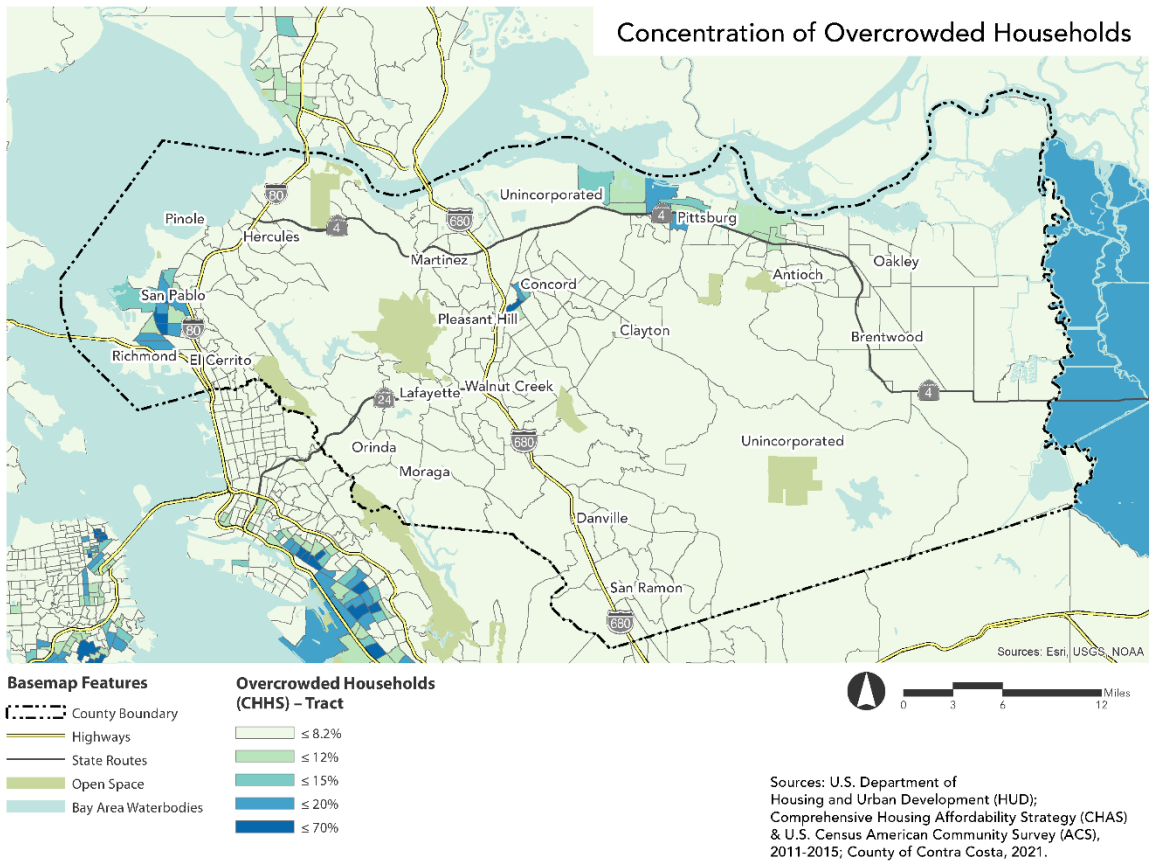 Concentration of Overcrowded Households
Unincorporated
80
Pinole
680
4
Pittsburg
Hercules
4
Martinez
Oakley
Antioch
Concord
San Pablo
Pleasant Hill
80
Clayton
Brentwood
Richmond
El Cerrito
Walnut Creek
Lafayette
24
4
680
Unincorporated
Orinda
Moraga
Danville
San Ramon
680
Sources: Esri, USGS, NOAA
Basemap Features
County Boundary
Highways
State Routes
Open Space
Bay Area Waterbodies
Overcrowded Households
(CHHS) – Tract
≤ 8.2%
≤ 12%
≤ 15%
≤ 20%
≤ 70%
Miles
0 3 6 12
Sources: U.S. Department of
Housing and Urban Development (HUD);
Comprehensive Housing Affordability Strategy (CHAS)
& U.S. Census American Community Survey (ACS),
2011-2015; County of Contra Costa, 2021.